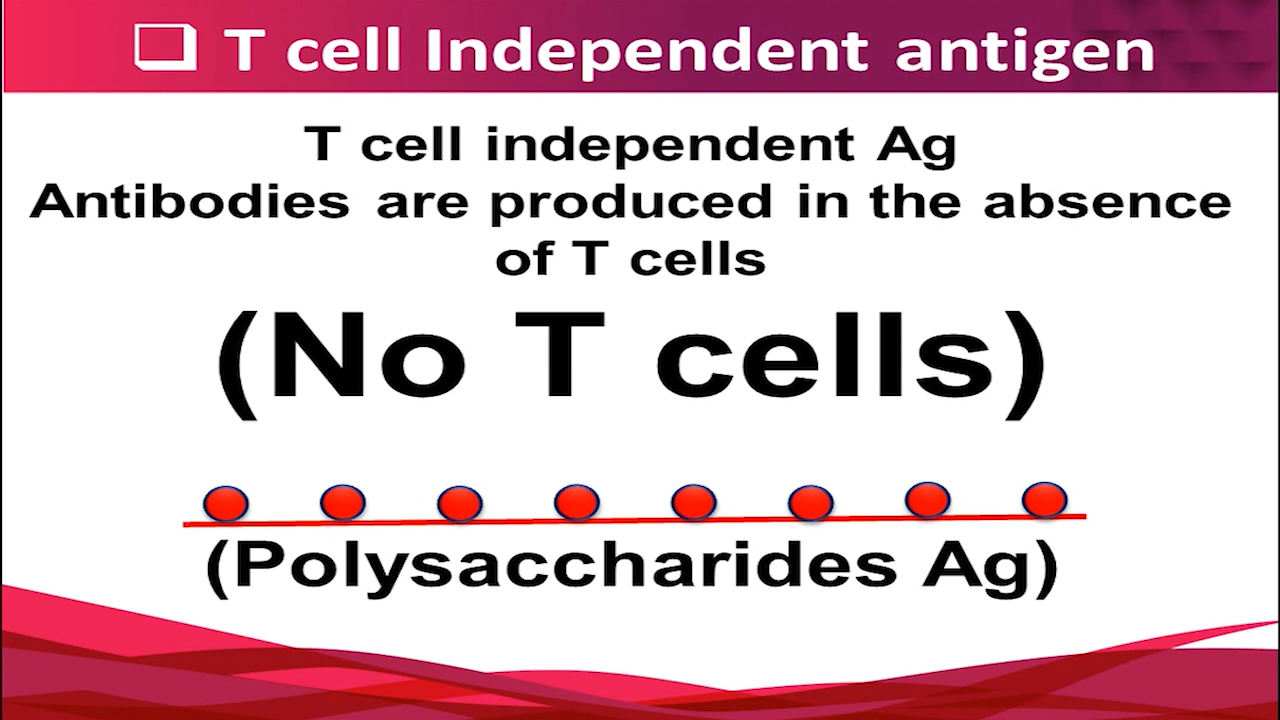 ❑ T cell Independent antigen
T cell independent Ag
Antibodies are produced in the absence
of T cells
(No T cells)
(Polysaccharides Ag)